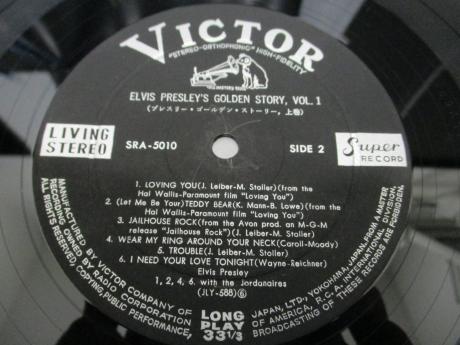 VICTOR
"STEREO-ORTHOPHONIC" HIGH-FIDELITY
"HIS MASTER'S VOICE"
ELVIS PRESLEY'S GOLDEN STORY, VOL. 1
(プレスリー・ゴールデン・ストーリー, 上巻)
LIVING
STEREO
SRA-5010
SIDE 2
Super
RECORD
1. LOVING YOU(J. Leiber-M. Stoller)(from the
Hal Wallis-Paramount film "Loving You")
2. (Let Me Be Your)TEDDY BEAR(K. Mann-B. Lowe)(from the
Hal Wallis-Paramount film "Loving You")
3. JAILHOUSE ROCK(from the Avon prod. an M-G-M
release "Jailhouse Rock")(J. Leiber-M. Stoller)
4. WEAR MY RING AROUND YOUR NECK(Caroll-Moody)
5. TROUBLE(J. Leiber-M. Stoller)
6. I NEED YOUR LOVE TONIGHT(Wayne-Reichner)
Elvis Presley
1, 2, 4, 6 with the Jordanaires
(JLY-588)⑥
LONG
PLAY
33 1/3
MANUFACTURED BY VICTOR COMPANY OF JAPAN, LTD., YOKOHAMA, JAPAN, FROM A MASTER
RECORDING OWNED BY RADIO CORPORATION OF AMERICA, R.C.A. INTERNATIONAL DIVISION
ALL RIGHTS RESERVED. COPYING, PUBLIC PERFORMANCE, BROADCASTING OF THESE RECORDS ARE FORBIDDEN.